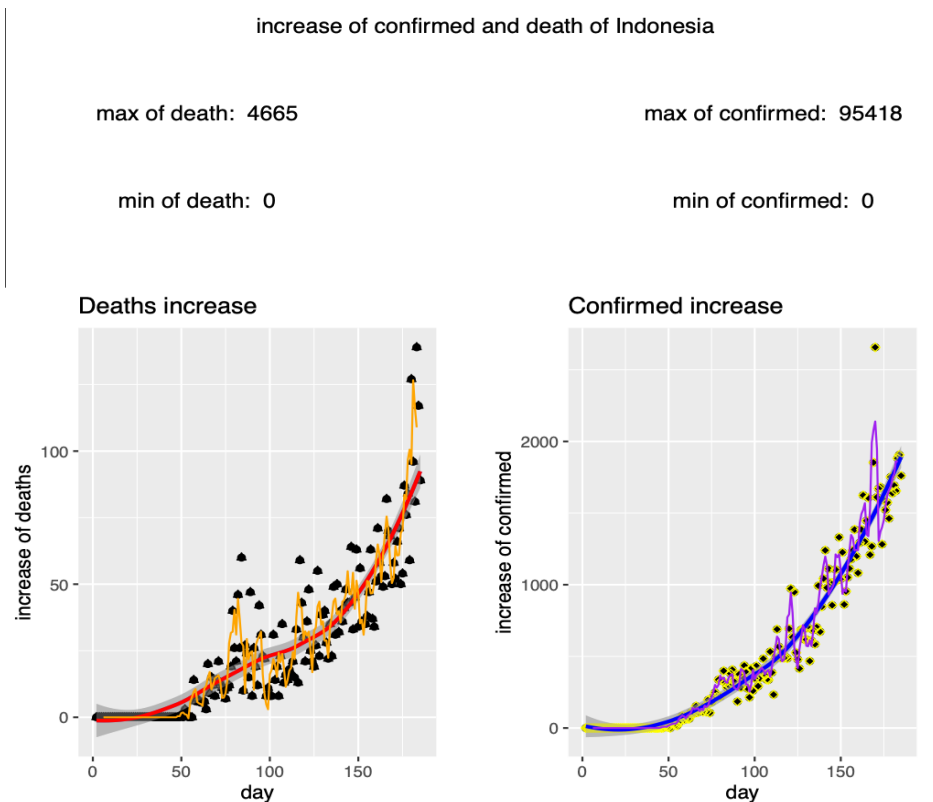 increase of confirmed and death of Indonesia
max of death: 4665
max of confirmed: 95418
min of death: 0
min of confirmed: 0
Deaths increase
increase of deaths
100
50
0
0
50
100
150
day
Confirmed increase
increase of confirmed
2000
1000
0
0
50
100
150
day